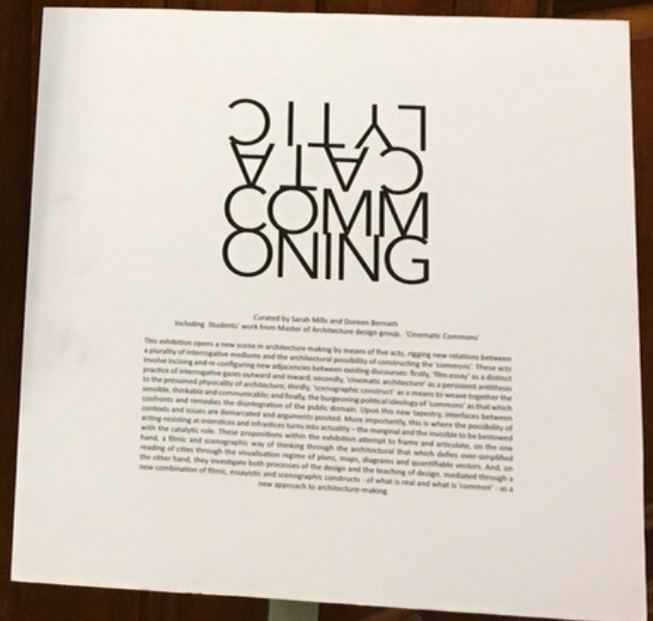 CATA
LYTIC
COMM
ONING
Curated by Sarah Mills and Doreen Bernath
Including Students' work from Master of Architecture design group, 'Cinematic Commons'
This exhibition opens a new scene in architecture making by means of five acts, rigging new relations between
a plurality of interrogative mediums and the architectural possibility of constructing the 'commons'. These acts
involve incising and re-configuring new adjacencies between existing discourses: firstly, 'film essay' as a distinct
practice of interrogative gazes outward and inward; secondly, 'cinematic architecture' as a persistent antithesis
to the presumed physicality of architecture; thirdly, 'scenographic construct' as a means to weave together the
sensible, thinkable and communicable; and finally, the burgeoning political ideology of 'commons' as that which
confronts and remedies the disintegration of the public domain. Upon this new tapestry, interfaces between
contexts and issues are demarcated and arguments posited. More importantly, this is where the possibility of
acting-resisting at interstices and infractices turns into actuality – the marginal and the invisible to be bestowed
with the catalytic role. These propositions within the exhibition attempt to frame and articulate, on the one
hand, a filmic and scenographic way of thinking through the architectural that which defies over-simplified
reading of cities through the visualisation regime of plans, maps, diagrams and quantifiable vectors. And, on
the other hand, they investigate both processes of the design and the teaching of design, mediated through a
new combination of filmic, essayistic and scenographic constructs - of what is real and what is 'common' - as a
new approach to architecture-making.